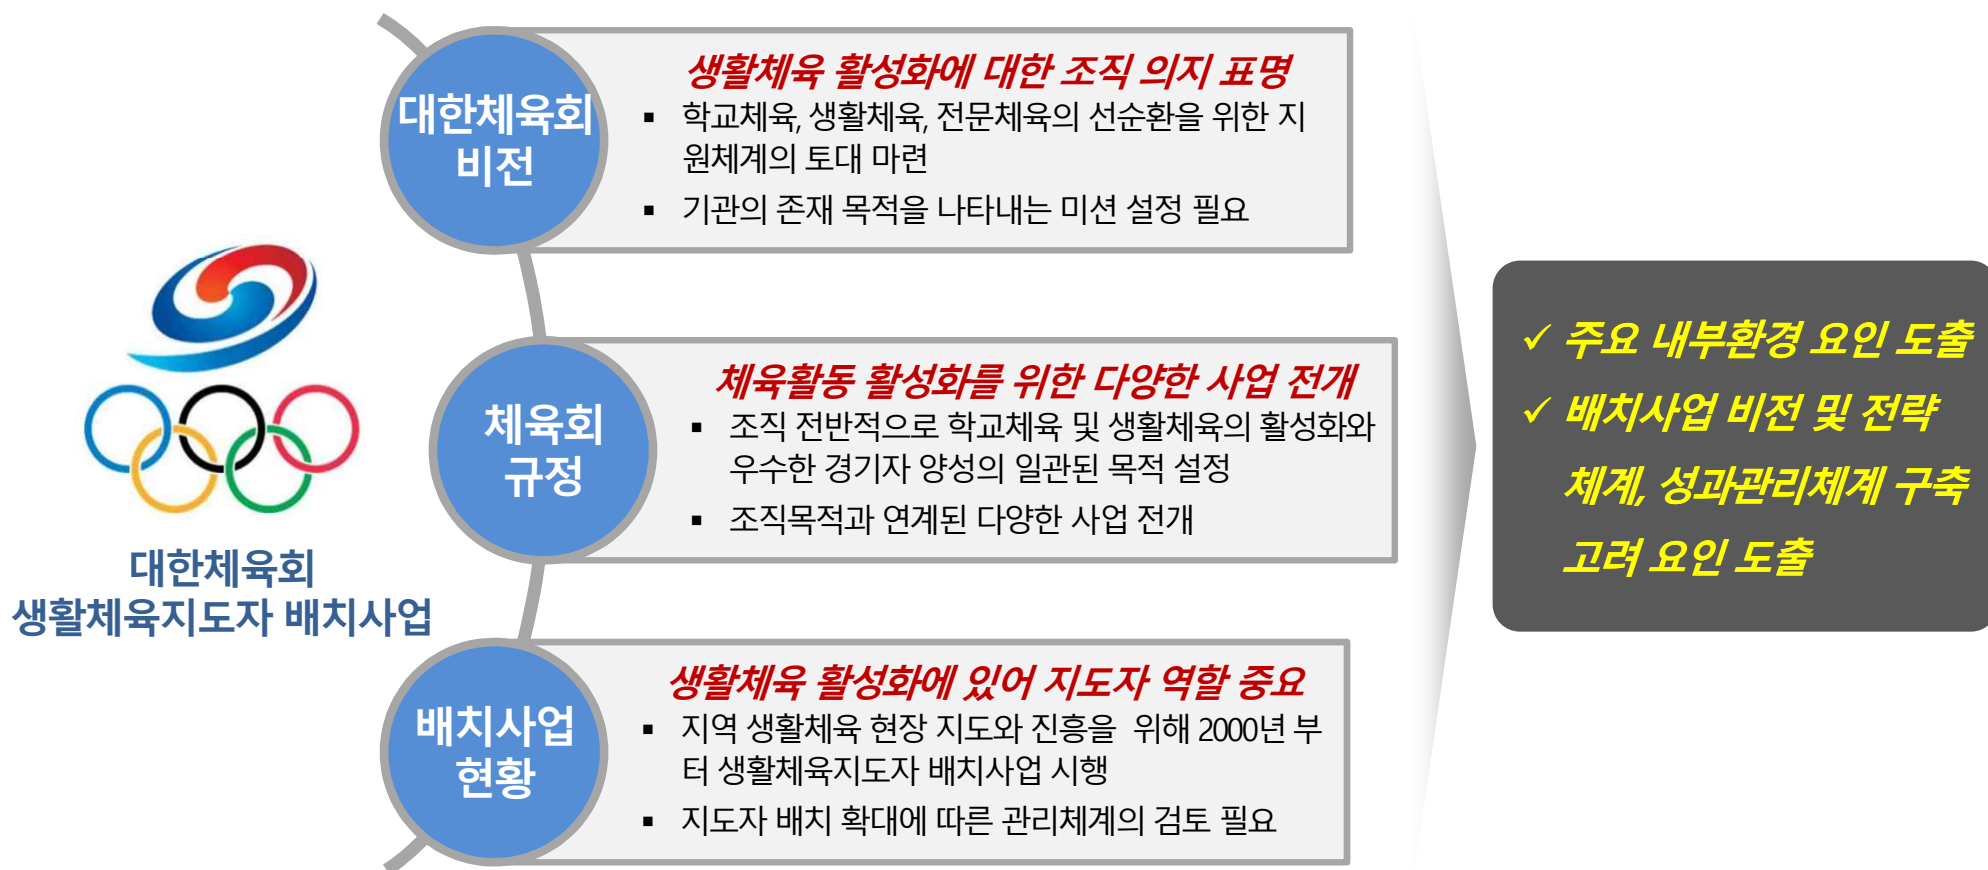 대한체육회
생활체육지도자 배치사업
대한체육회
비전
생활체육 활성화에 대한 조직 의지 표명
▪ 학교체육, 생활체육, 전문체육의 선순환을 위한 지
원체계의 토대 마련
▪ 기관의 존재 목적을 나타내는 미션 설정 필요
체육회
규정
체육활동 활성화를 위한 다양한 사업 전개
▪ 조직 전반적으로 학교체육 및 생활체육의 활성화와
우수한 경기자 양성의 일관된 목적 설정
▪ 조직목적과 연계된 다양한 사업 전개
배치사업
현황
생활체육 활성화에 있어 지도자 역할 중요
▪ 지역 생활체육 현장 지도와 진흥을 위해 2000년 부
터 생활체육지도자 배치사업 시행
▪ 지도자 배치 확대에 따른 관리체계의 검토 필요
✓ 주요 내부환경 요인 도출
✓ 배치사업 비전 및 전략
체계, 성과관리체계 구축
고려 요인 도출